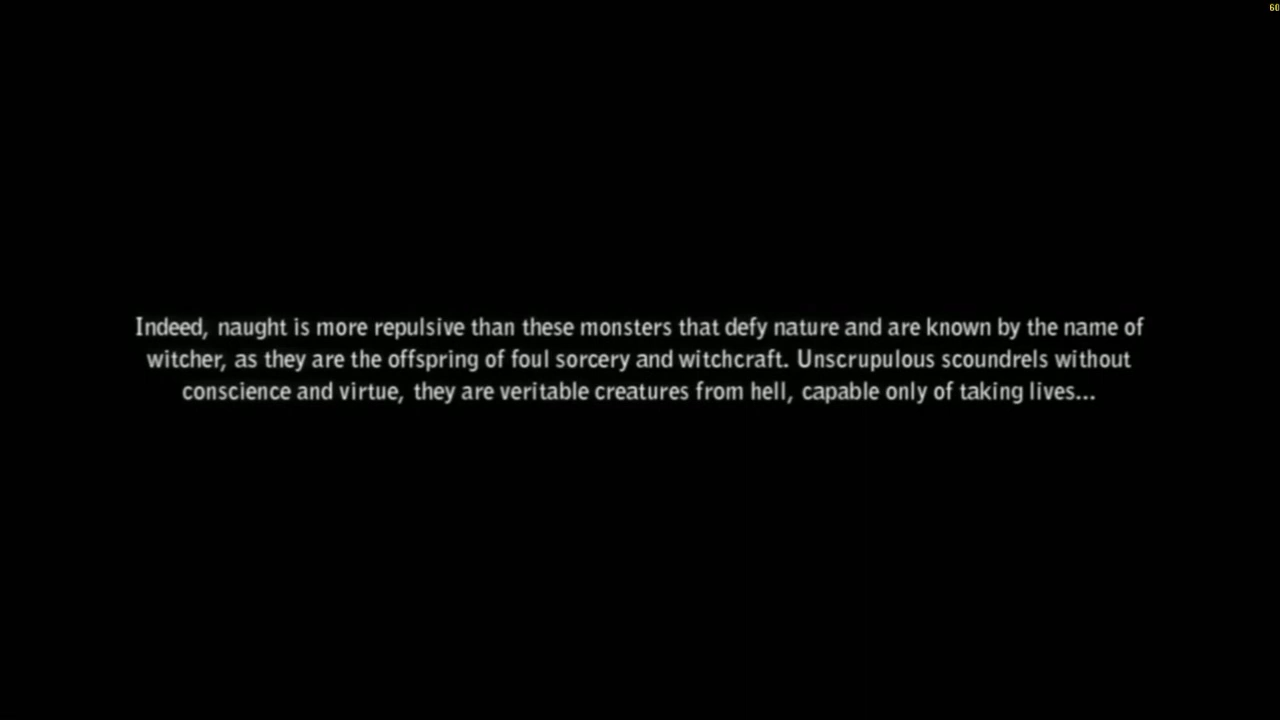 60
Indeed, naught is more repulsive than these monsters that defy nature and are known by the name of
witcher, as they are the offspring of foul sorcery and witchcraft. Unscrupulous scoundrels without
conscience and virtue, they are veritable creatures from hell, capable only of taking lives...